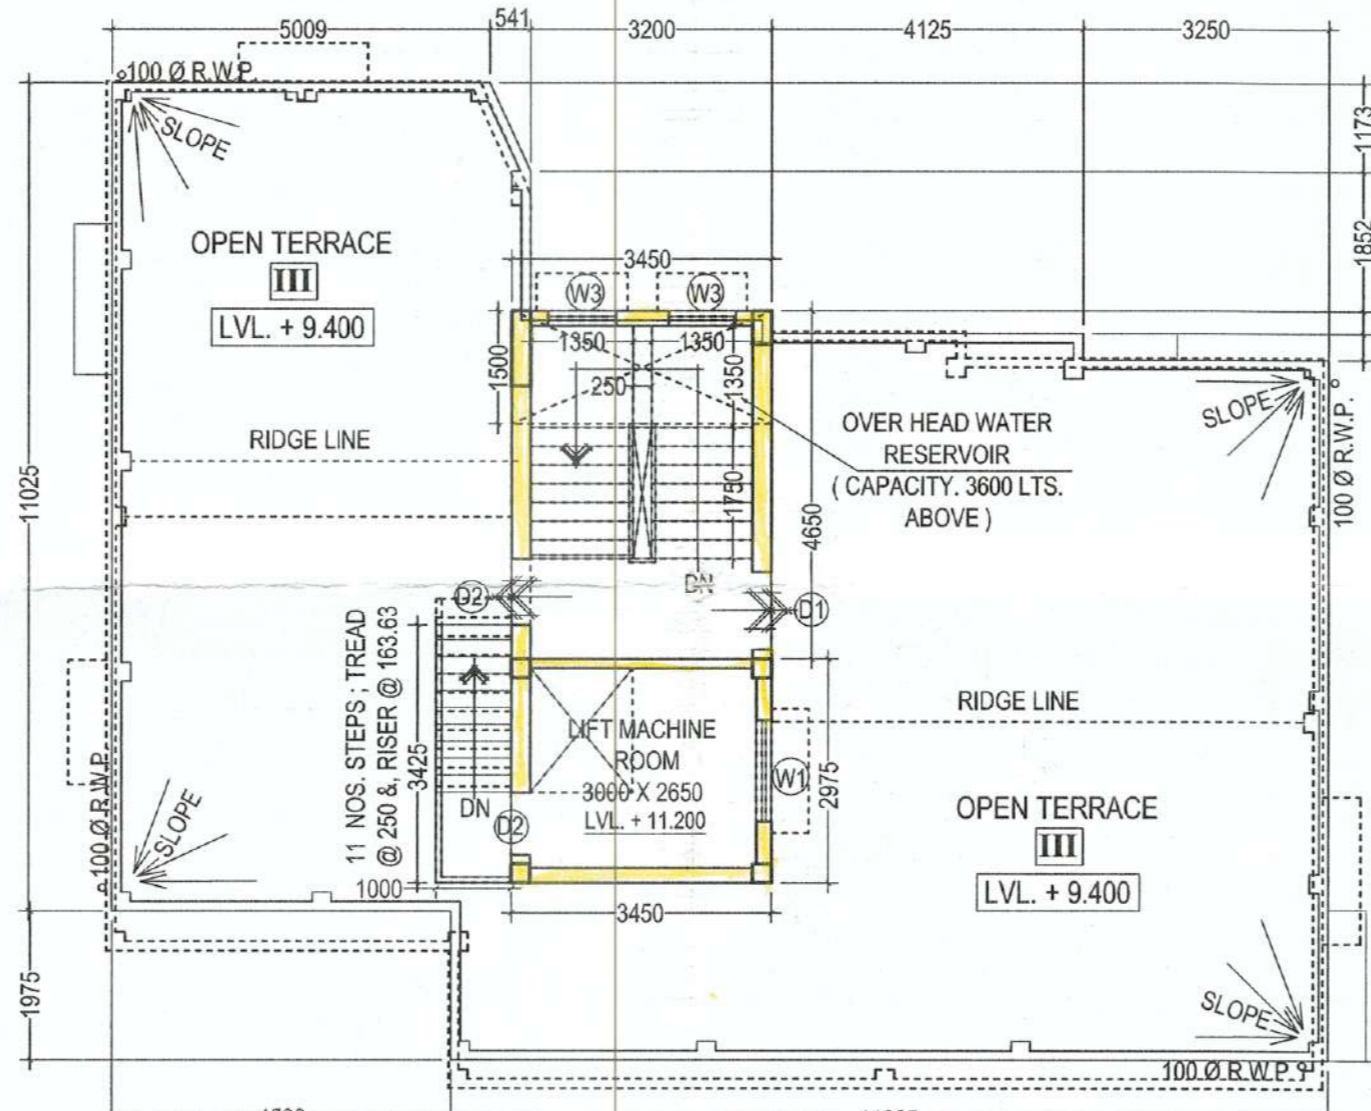 541
5009
3200
4125
3250
100 Ø R.W.P.
SLOPE
1173
1852
OPEN TERRACE
III
LVL. + 9.400
3450
W3
W3
1350
1350
1500
250
1350
SLOPE
100 Ø R.W.P.
OVER HEAD WATER
RESERVOIR
( CAPACITY. 3600 LTS.
ABOVE )
RIDGE LINE
11025
1750
4650
DN
D2
D1
11 NOS. STEPS ; TREAD
@ 250 &, RISER @ 163.63
3425
LIFT MACHINE
ROOM
3000 X 2650
LVL. + 11.200
RIDGE LINE
W1
2975
100 Ø R.W.P.
SLOPE
DN
D2
OPEN TERRACE
III
LVL. + 9.400
1000
3450
1975
SLOPE
100 Ø R.W.P.